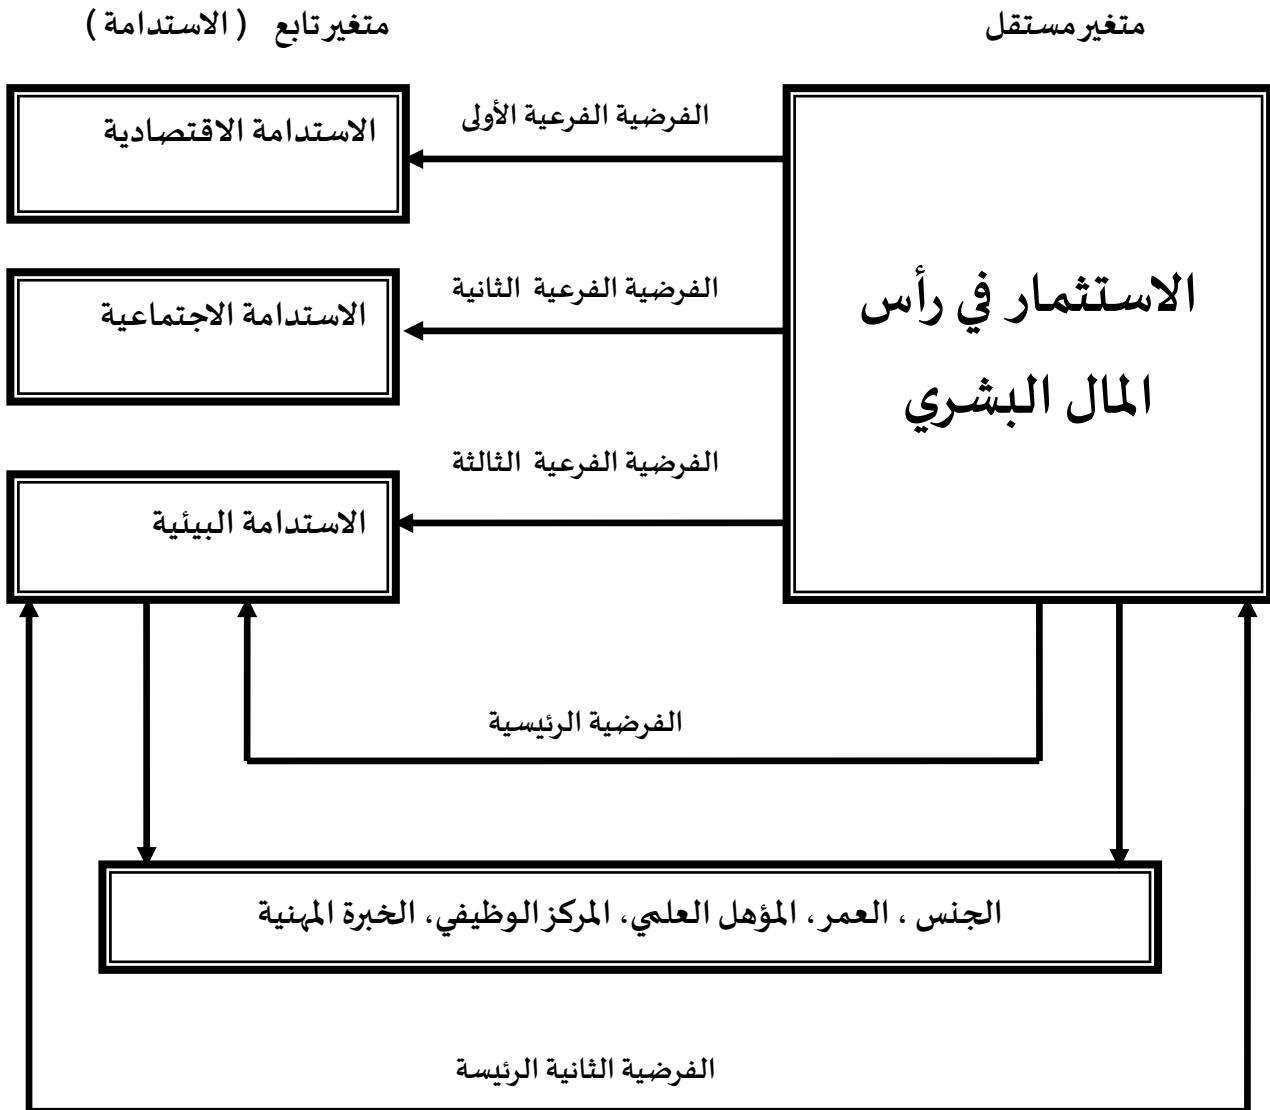 متغير مستقل
متغير تابع ( الاستدامة )
الفرضية الفرعية الأولى
الاستدامة الاقتصادية
الاستثمار في رأس
المال البشري
الفرضية الفرعية الثانية
الاستدامة الاجتماعية
الفرضية الفرعية الثالثة
الاستدامة البيئية
الفرضية الرئيسية
الجنس ، العمر ، المؤهل العلمي، المركز الوظيفي، الخبرة المهنية
الفرضية الثانية الرئيسة